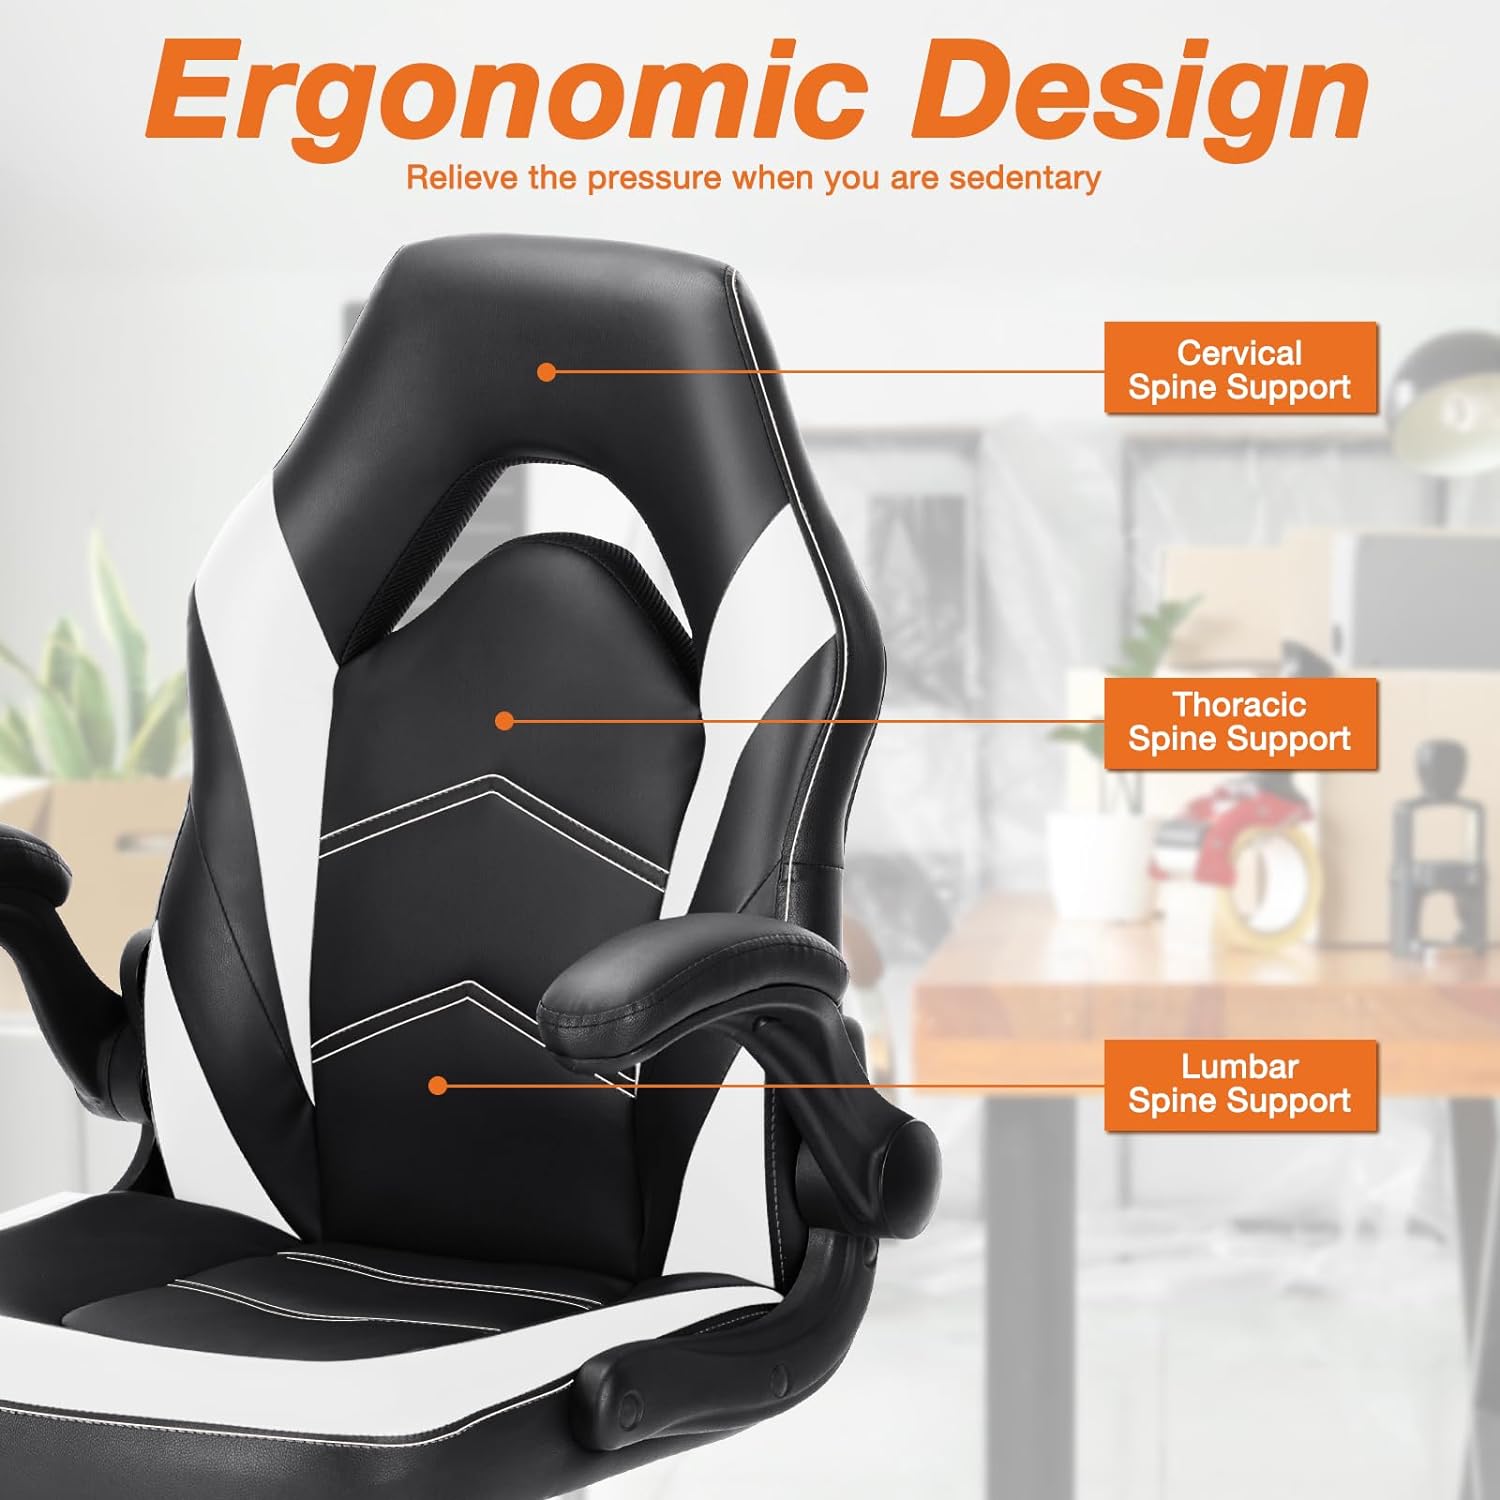 Ergonomic Design
Relieve the pressure when you are sedentary
Cervical
Spine Support
Thoracic
Spine Support
Lumbar
Spine Support